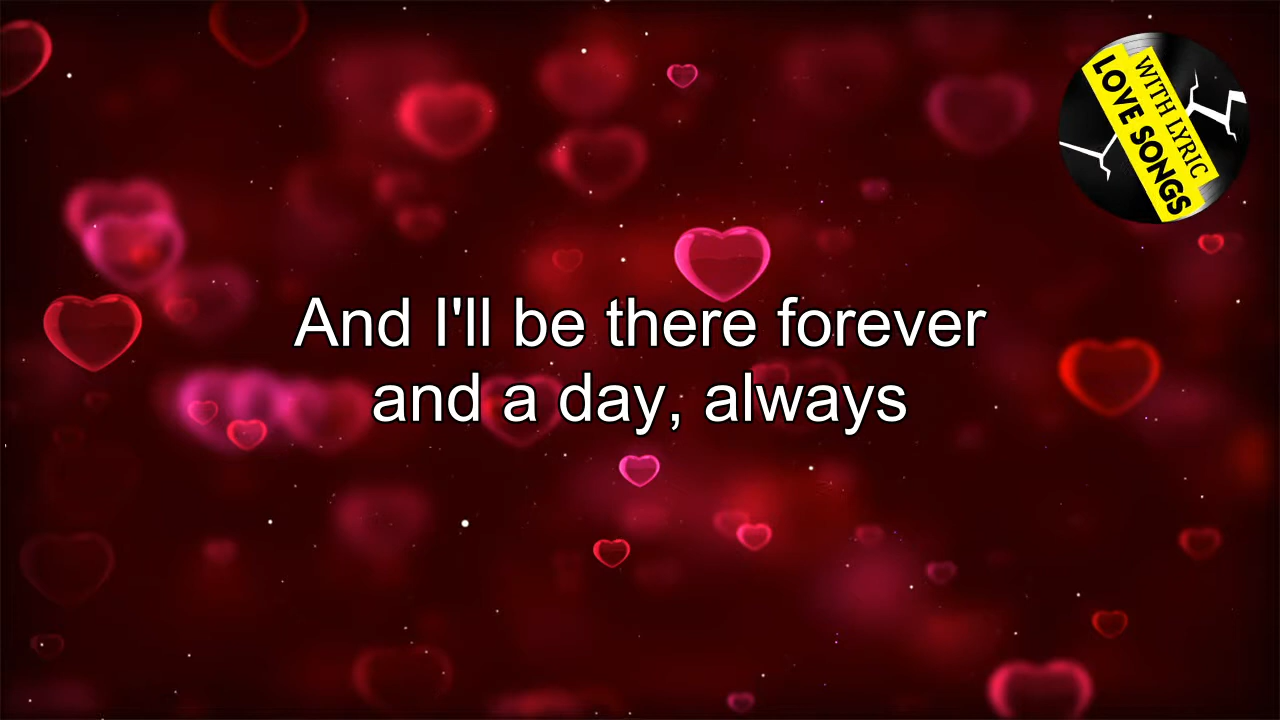 WITH LYRIC
LOVE SONGS
And I'll be there forever
and a day, always